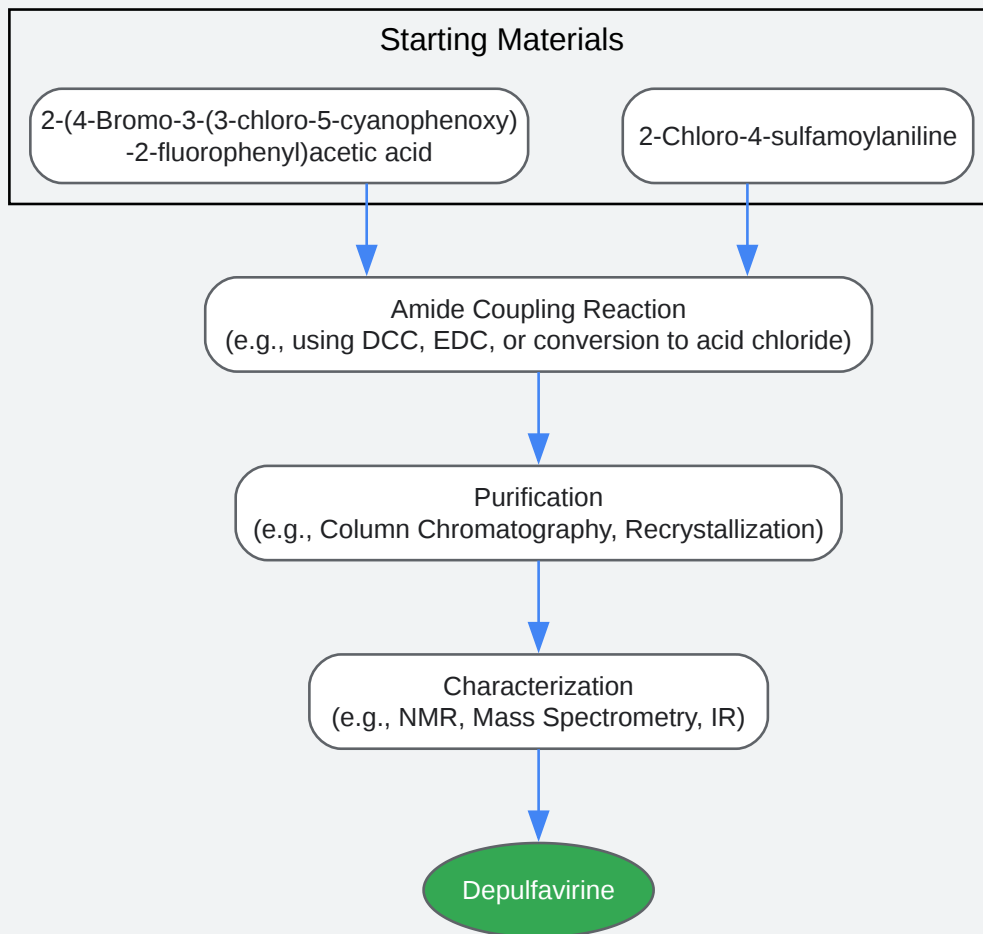 Starting Materials
2-(4-Bromo-3-(3-chloro-5-cyanophenoxy)
-2-fluorophenyl)acetic acid
2-Chloro-4-sulfamoylaniline
Amide Coupling Reaction
(e.g., using DCC, EDC, or conversion to acid chloride)
Purification
(e.g., Column Chromatography, Recrystallization)
Characterization
(e.g., NMR, Mass Spectrometry, IR)
Depulfavirine